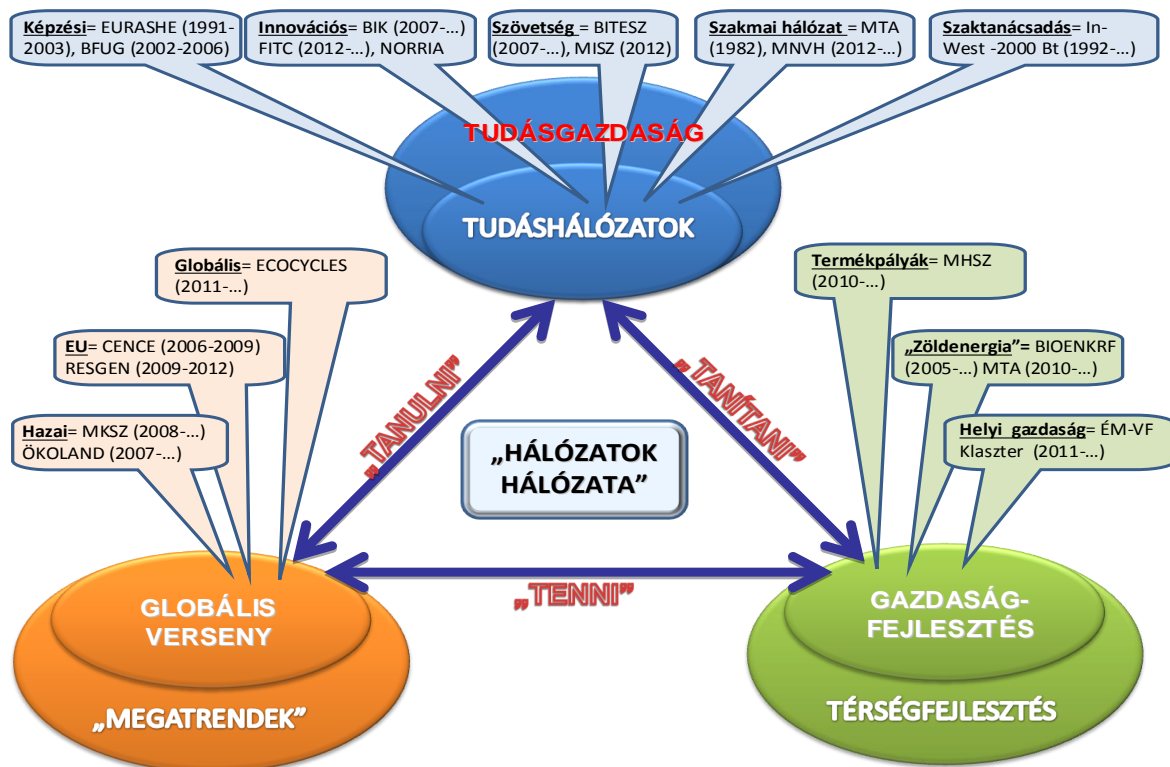 Képzési= EURASHE (1991-
2003), BFUG (2002-2006)
Innovációs= BIK (2007-...)
FITC (2012-...), NORRIA
Szövetség = BITESZ
(2007-...), MISZ (2012)
Szakmai hálózat = MTA
(1982), MNVH (2012-...)
Szaktanácsadás= In-
West -2000 Bt (1992-...)
TUDÁSGAZDASÁG
TUDÁSHÁLÓZATOK
Globális= ECOCYCLES
(2011-...)
EU= CENCE (2006-2009)
RESGEN (2009-2012)
Hazai= MKSZ (2008-...)
ÖKOLAND (2007-...)
Termékpályák= MHSZ
(2010-...)
„Zöldenergia”= BIOENKRF
(2005-...) MTA (2010-...)
Helyi gazdaság= ÉM-VF
Klaszter (2011-...)
„TANULNI”
„TANÍTANI”
„HÁLÓZATOK
HÁLÓZATA”
„TENNI”
GLOBÁLIS
VERSENY
„MEGATRENDEK”
GAZDASÁG-
FEJLESZTÉS
TÉRSÉGFEJLESZTÉS